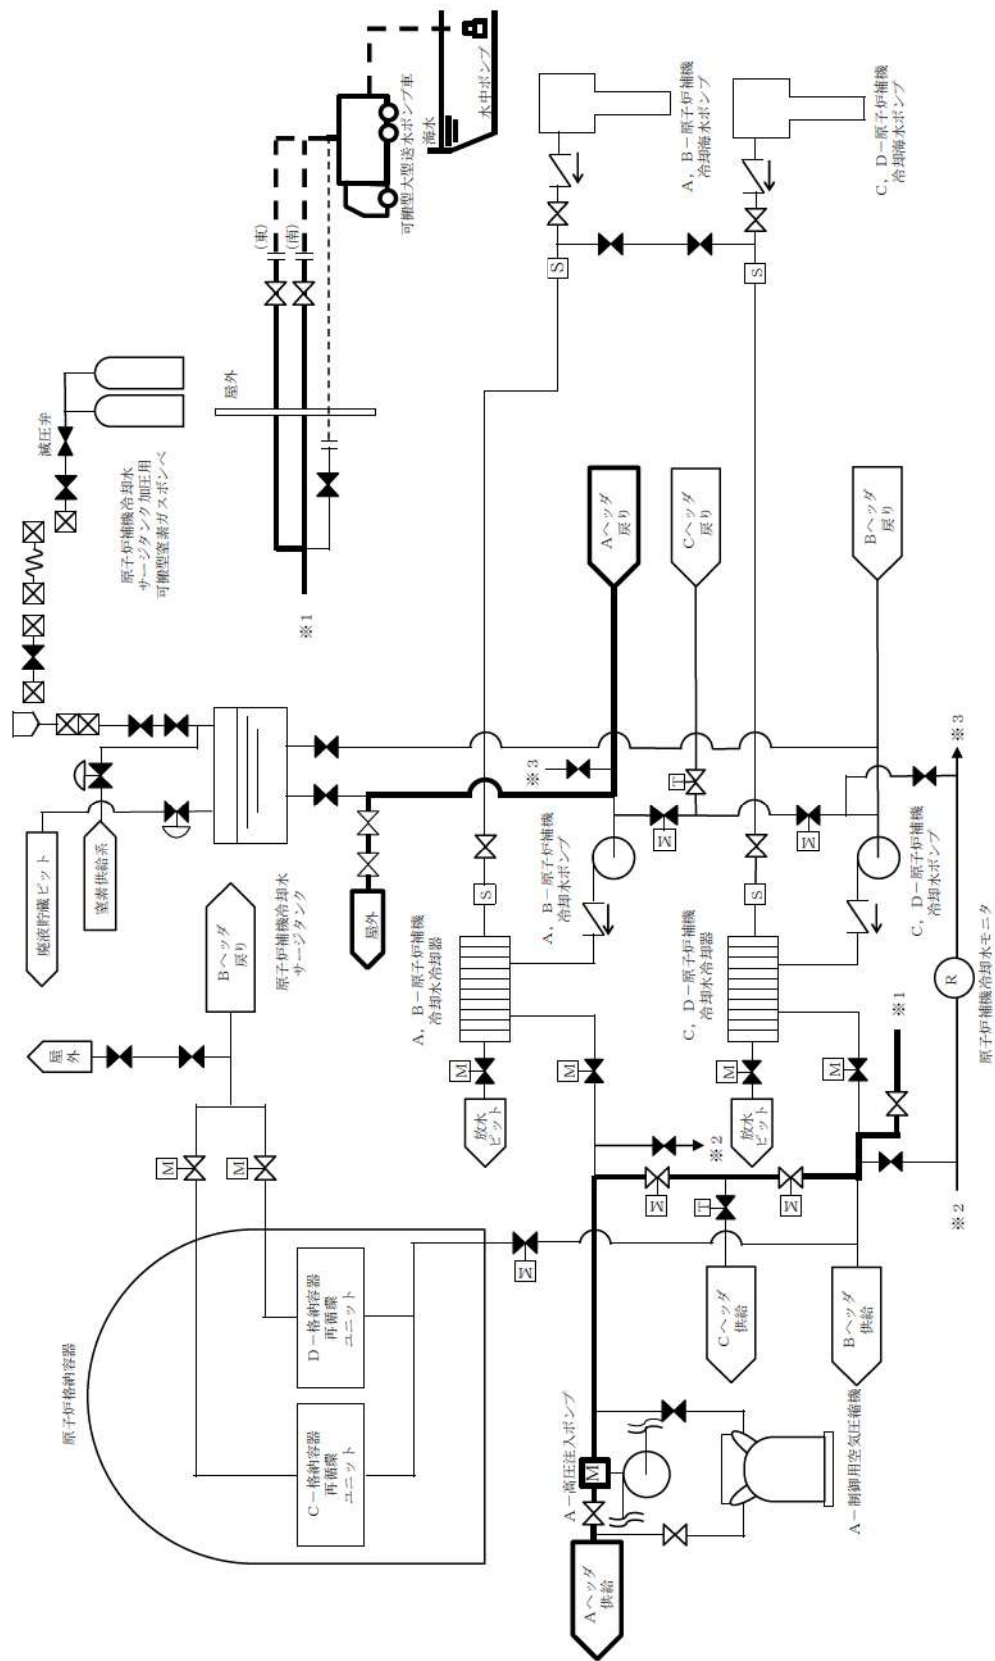 原子炉格納容器
C－格納容器
再循環
ユニット
D－格納容器
再循環
ユニット
M
M
M
屋外
Bヘッダ
戻り
廃液貯蔵ピット
窒素供給系
原子炉補機冷却水
サージタンク
減圧弁
原子炉補機冷却水
サージタンク加圧用
可搬型窒素ガスボンベ
屋外
(東)
(南)
※1
可搬型大型送水ポンプ車
海水
水中ポンプ
屋外
放水
ピット
M
A，B－原子炉補機
冷却水冷却器
S
S
A，B－原子炉補機
冷却海水ポンプ
M
※2
A，B－原子炉補機
冷却水ポンプ
※3
Aヘッダ
戻り
M
T
Cヘッダ
戻り
M
放水
ピット
M
C，D－原子炉補機
冷却水冷却器
S
S
C，D－原子炉補機
冷却海水ポンプ
M
C，D－原子炉補機
冷却水ポンプ
Bヘッダ
戻り
Aヘッダ
供給
M
A－高圧注入ポンプ
A－制御用空気圧縮機
M
T
Cヘッダ
供給
M
Bヘッダ
供給
※1
※2
R
※3
原子炉補機冷却水モニタ